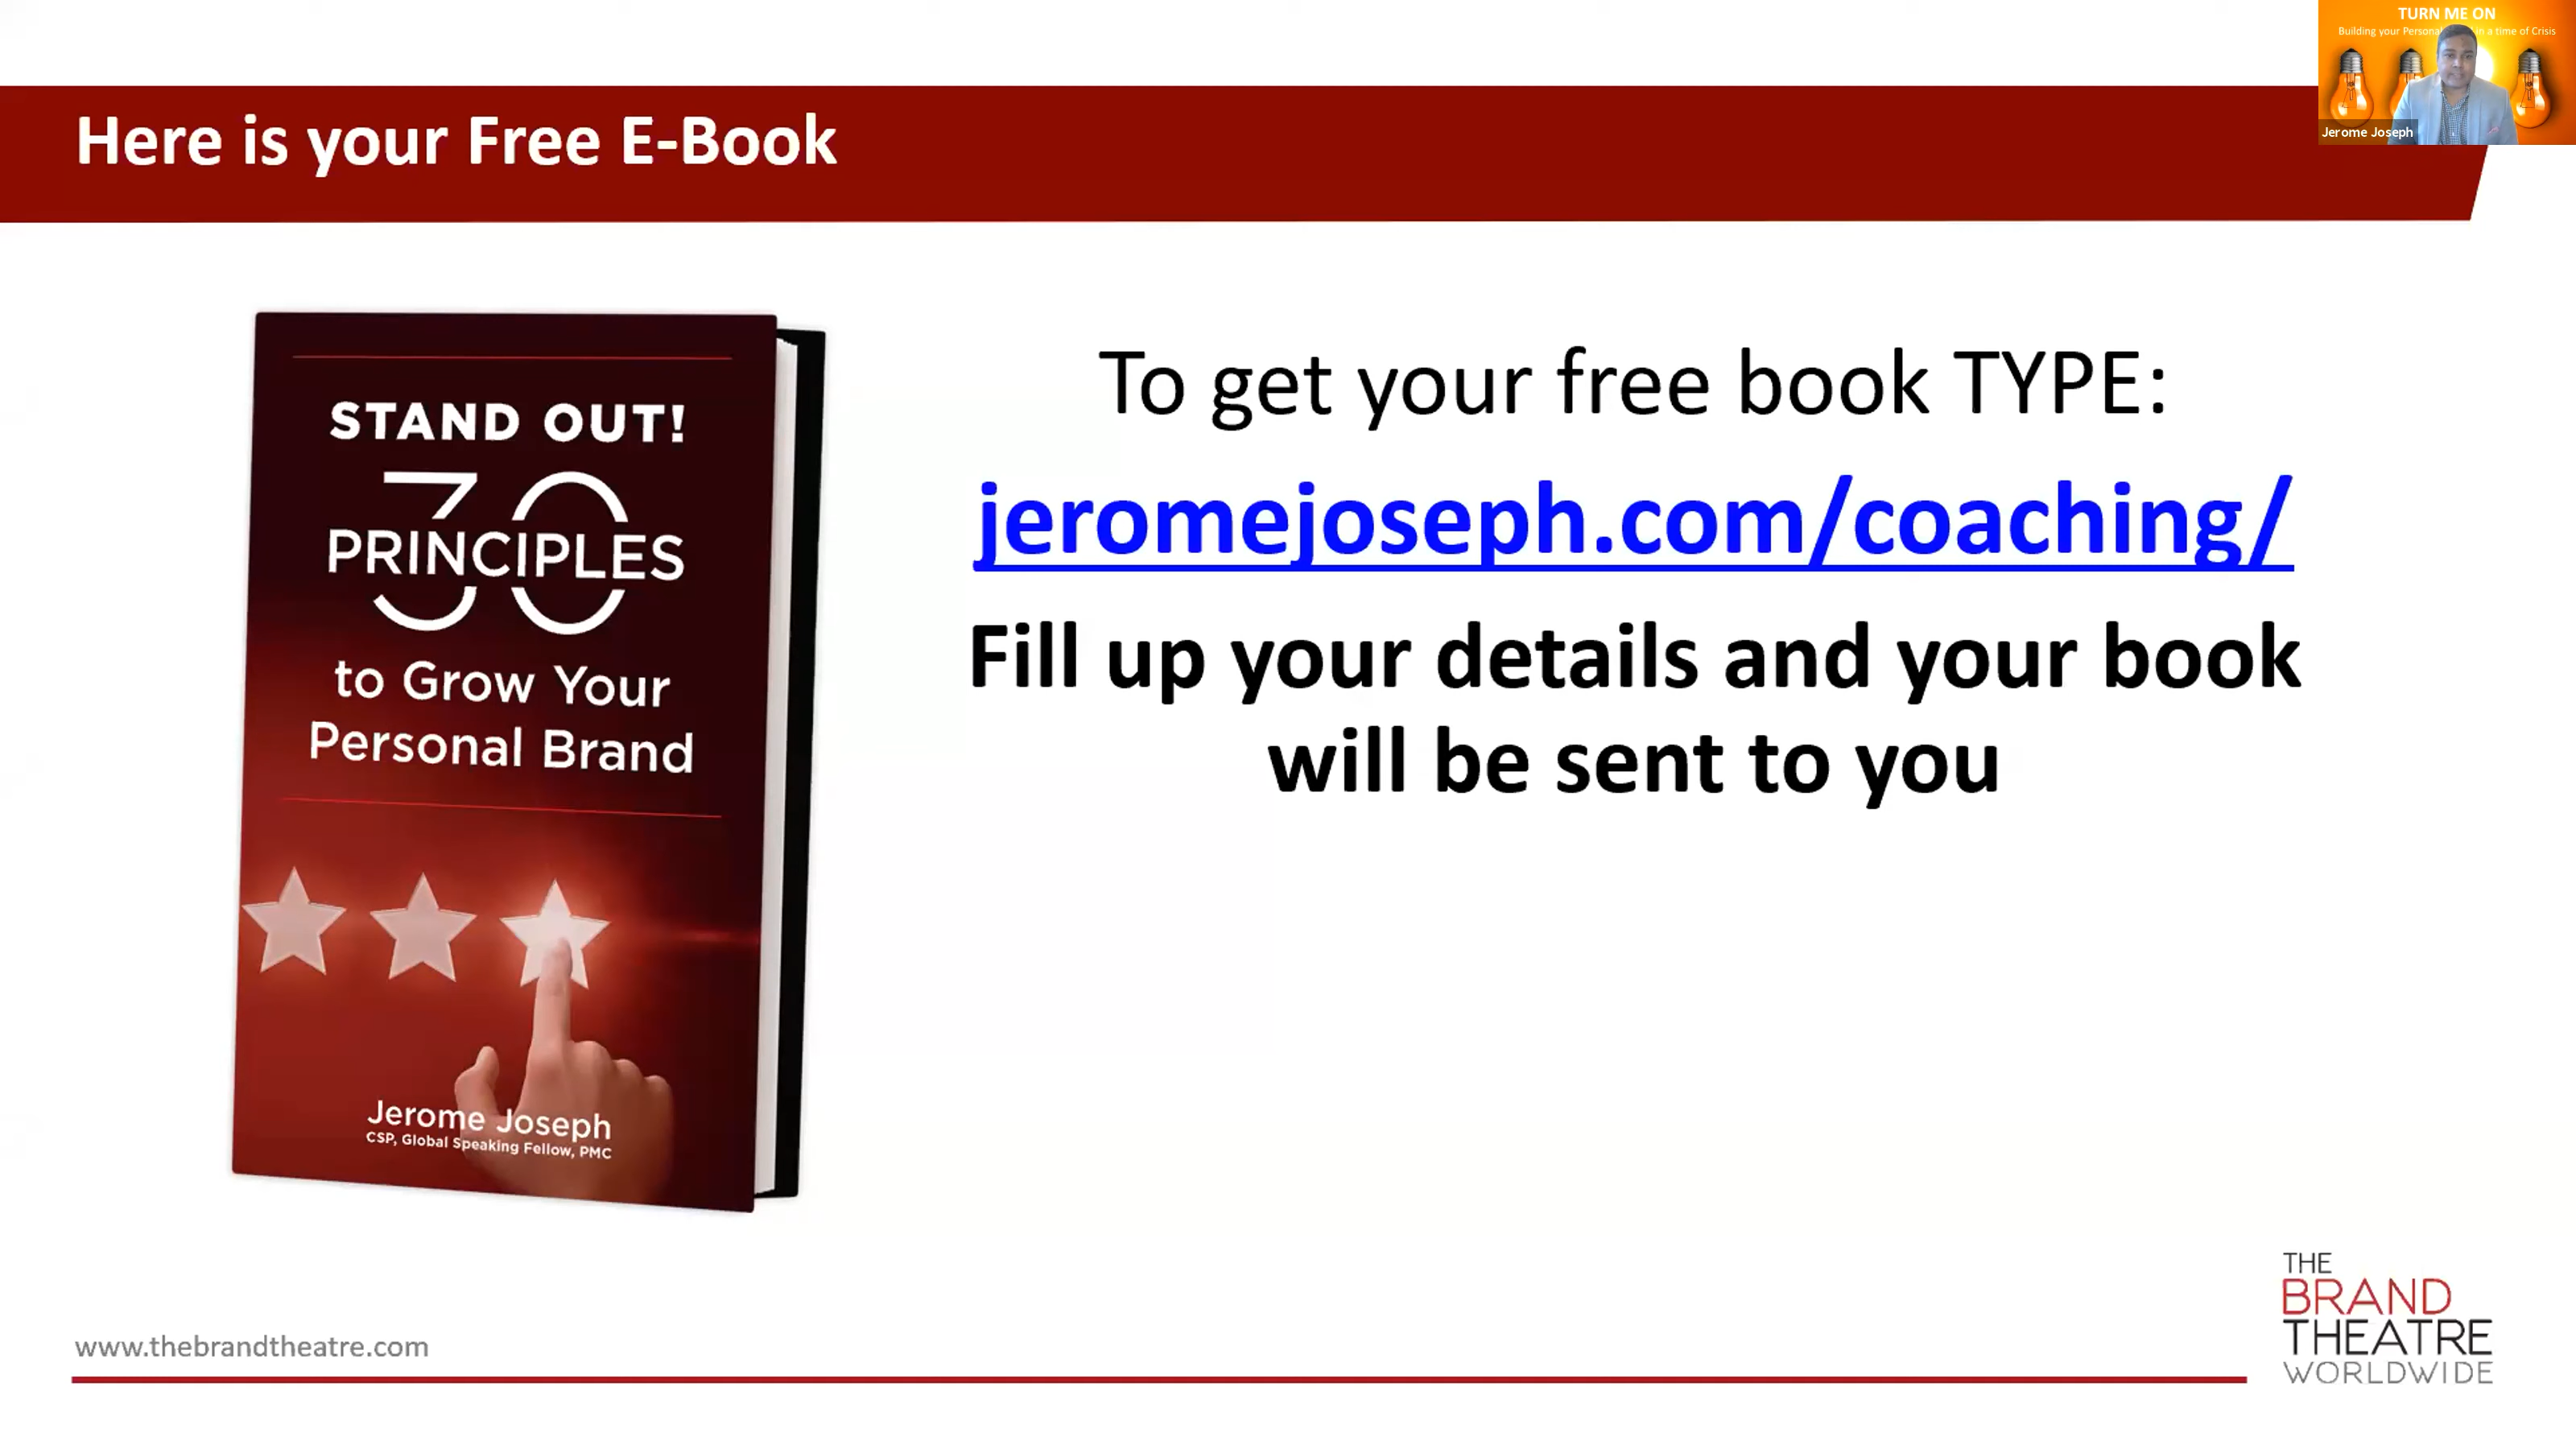 TURN ME ON
Building your Persona in a time of Crisis
Jerome Joseph
Here is your Free E-Book
STAND OUT!
30
PRINCIPLES
to Grow Your
Personal Brand
Jerome Joseph
CSP, Global Speaking Fellow, PMC
To get your free book TYPE:
jeromejoseph.com/coaching/
Fill up your details and your book
will be sent to you
www.thebrandtheatre.com
THE
BRAND
THEATRE
WORLDWIDE